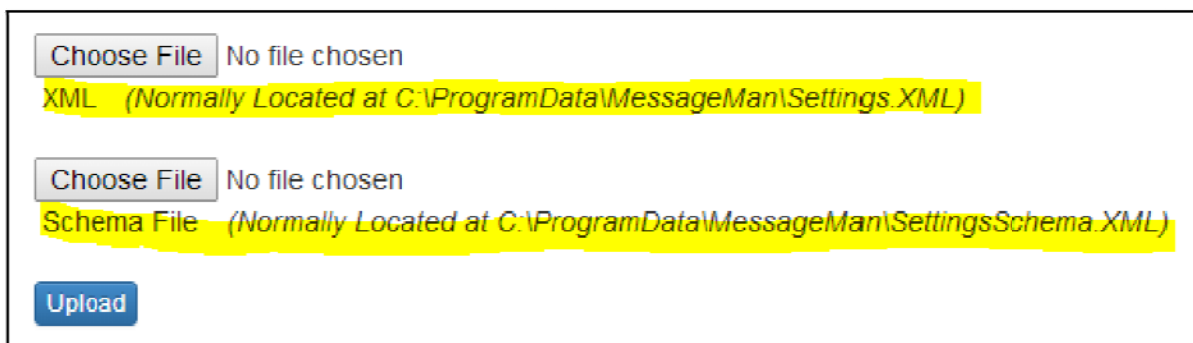 Choose File No file chosen
XML (Normally Located at C:\ProgramData\MessageMan\Settings.XML)
Choose File No file chosen
Schema File (Normally Located at C:\ProgramData\MessageMan\SettingsSchema.XML)
Upload